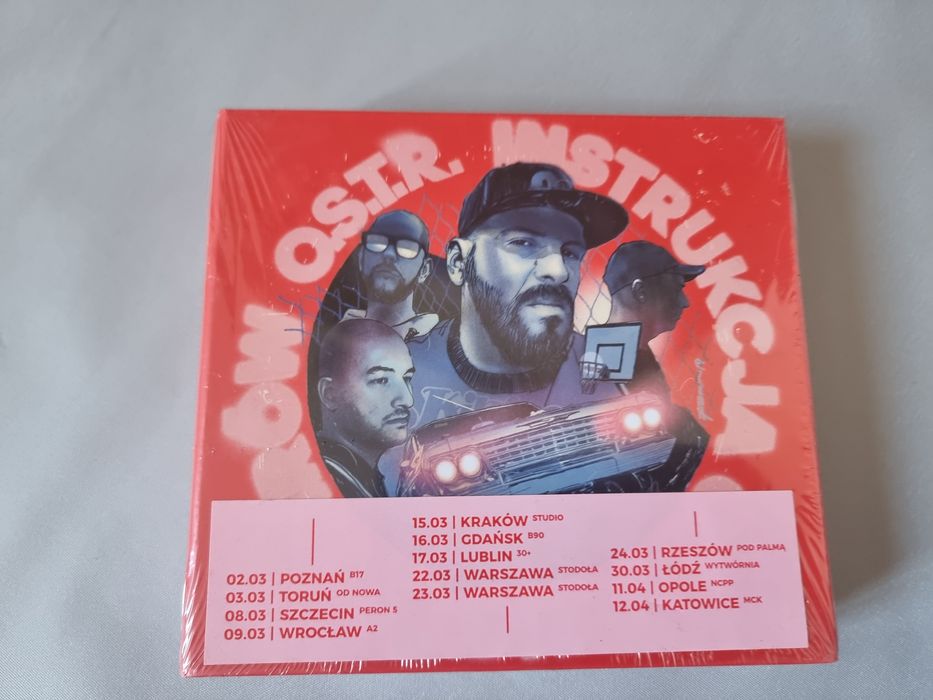 O.S.T.R. INSTRUKCJA
02.03 | POZNAŃ B17
03.03 | TORUŃ OD NOWA
08.03 | SZCZECIN PERON 5
09.03 | WROCŁAW A2
15.03 | KRAKÓW STUDIO
16.03 | GDAŃSK B90
17.03 | LUBLIN 30+
22.03 | WARSZAWA STODOŁA
23.03 | WARSZAWA STODOŁA
24.03 | RZESZÓW POD PALMĄ
30.03 | ŁÓDŹ WYTWÓRNIA
11.04 | OPOLE NCPP
12.04 | KATOWICE MCK